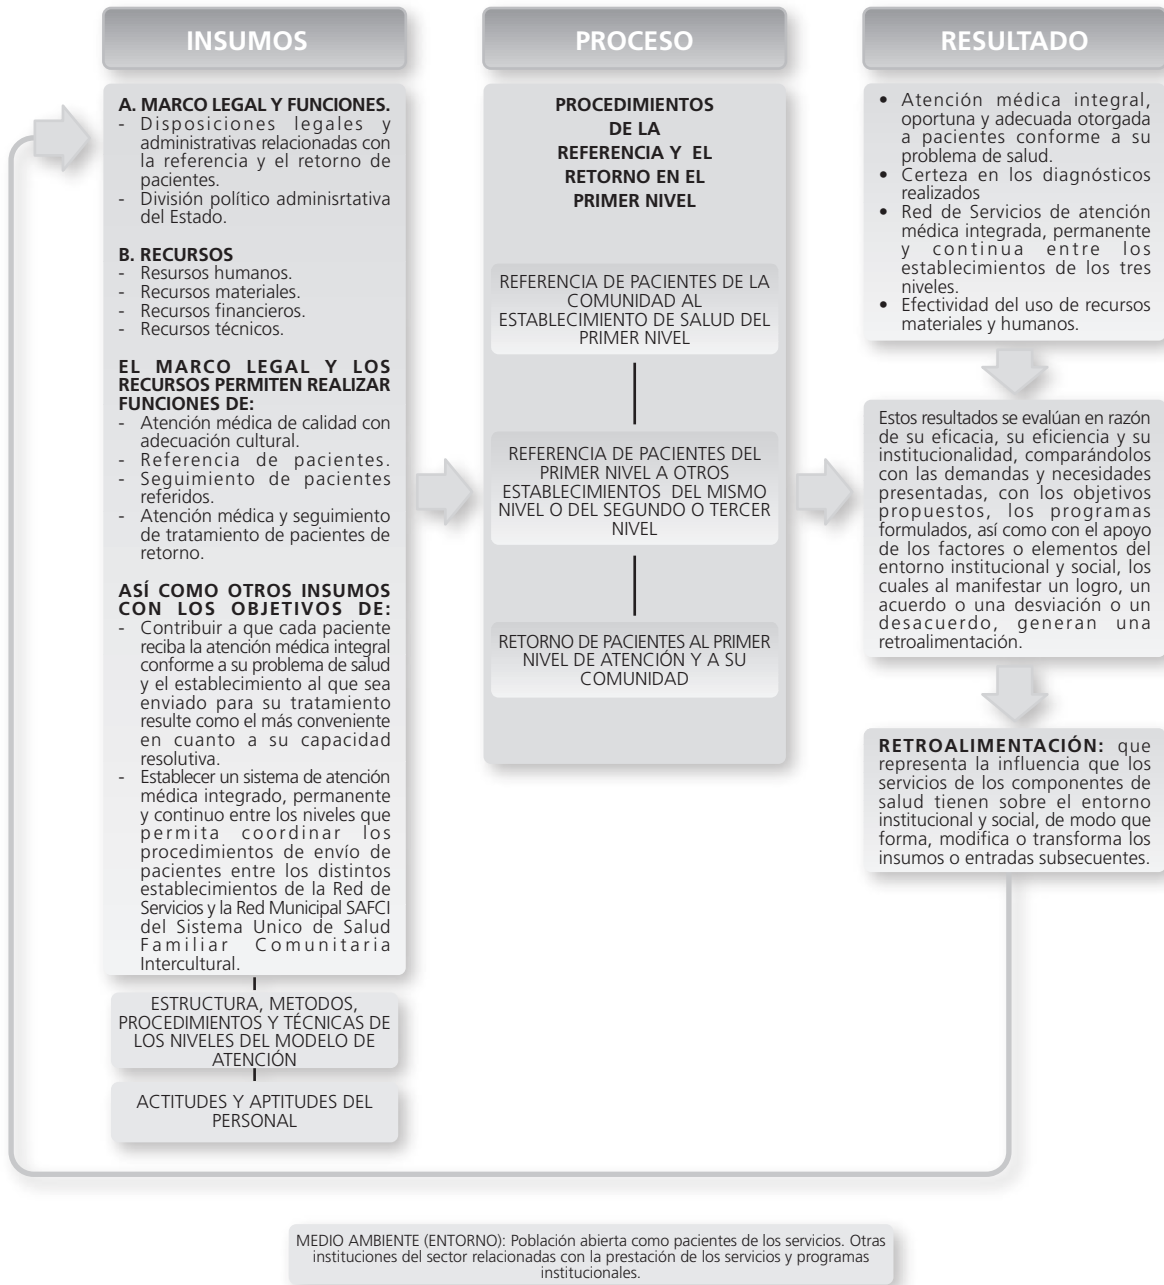 INSUMOS
A. MARCO LEGAL Y FUNCIONES.
- Disposiciones legales y
administrativas relacionadas con
la referencia y el retorno de
pacientes.
- División político adminisrtativa
del Estado.
B. RECURSOS
- Resursos humanos.
- Recursos materiales.
- Recursos financieros.
- Recursos técnicos.
EL MARCO LEGAL Y LOS
RECURSOS PERMITEN REALIZAR
FUNCIONES DE:
- Atención médica de calidad con
adecuación cultural.
- Referencia de pacientes.
- Seguimiento de pacientes
referidos.
- Atención médica y seguimiento
de tratamiento de pacientes de
retorno.
ASÍ COMO OTROS INSUMOS
CON LOS OBJETIVOS DE:
- Contribuir a que cada paciente
reciba la atención médica integral
conforme a su problema de salud
y el establecimiento al que sea
enviado para su tratamiento
resulte como el más conveniente
en cuanto a su capacidad
resolutiva.
- Establecer un sistema de atención
médica integrado, permanente
y continuo entre los niveles que
permita coordinar los
procedimientos de envío de
pacientes entre los distintos
establecimientos de la Red de
Servicios y la Red Municipal SAFCI
del Sistema Unico de Salud
Familiar Comunitaria
Intercultural.
ESTRUCTURA, METODOS,
PROCEDIMIENTOS Y TÉCNICAS DE
LOS NIVELES DEL MODELO DE
ATENCIÓN
ACTITUDES Y APTITUDES DEL
PERSONAL
PROCESO
PROCEDIMIENTOS
DE LA
REFERENCIA Y EL
RETORNO EN EL
PRIMER NIVEL
REFERENCIA DE PACIENTES DE LA
COMUNIDAD AL
ESTABLECIMIENTO DE SALUD DEL
PRIMER NIVEL
REFERENCIA DE PACIENTES DEL
PRIMER NIVEL A OTROS
ESTABLECIMIENTOS DEL MISMO
NIVEL O DEL SEGUNDO O TERCER
NIVEL
RETORNO DE PACIENTES AL PRIMER
NIVEL DE ATENCIÓN Y A SU
COMUNIDAD
RESULTADO
• Atención médica integral,
oportuna y adecuada otorgada
a pacientes conforme a su
problema de salud.
• Certeza en los diagnósticos
realizados
• Red de Servicios de atención
médica integrada, permanente
y continua entre los
establecimientos de los tres
niveles.
• Efectividad del uso de recursos
materiales y humanos.
Estos resultados se evalúan en razón
de su eficacia, su eficiencia y su
institucionalidad, comparándolos
con las demandas y necesidades
presentadas, con los objetivos
propuestos, los programas
formulados, así como con el apoyo
de los factores o elementos del
entorno institucional y social, los
cuales al manifestar un logro, un
acuerdo o una desviación o un
desacuerdo, generan una
retroalimentación.
RETROALIMENTACIÓN: que
representa la influencia que los
servicios de los componentes de
salud tienen sobre el entorno
institucional y social, de modo que
forma, modifica o transforma los
insumos o entradas subsecuentes.
MEDIO AMBIENTE (ENTORNO): Población abierta como pacientes de los servicios. Otras
instituciones del sector relacionadas con la prestación de los servicios y programas
institucionales.